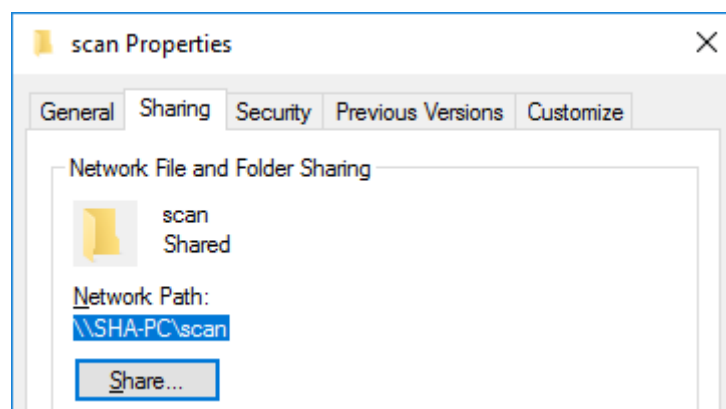 scan Properties
General Sharing Security Previous Versions Customize
Network File and Folder Sharing
scan
Shared
Network Path:
\\SHA-PC\scan
Share...